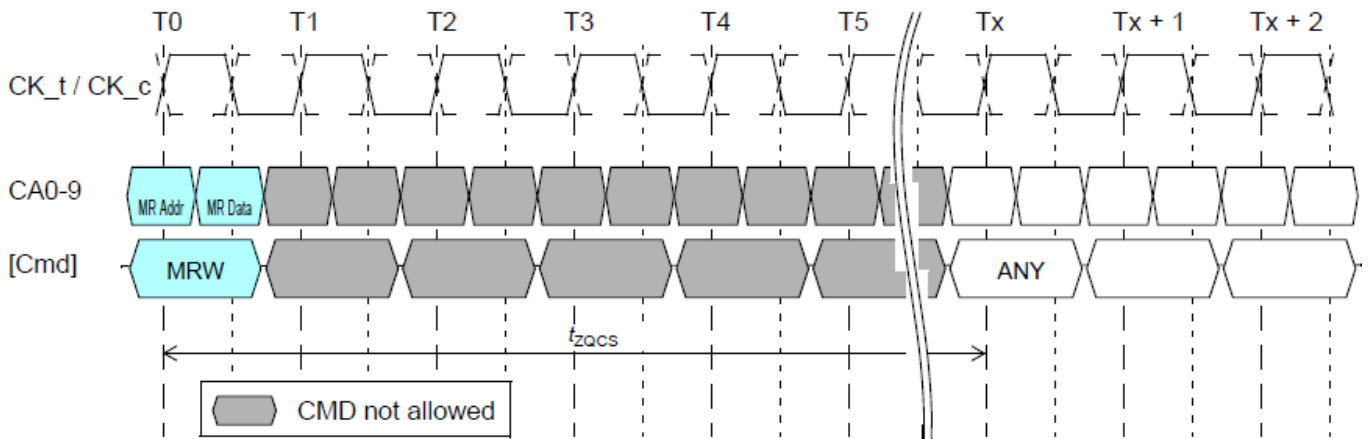 T0 T1 T2 T3 T4 T5 Tx Tx + 1 Tx + 2
CK_t / CK_c
CA0-9
MR Addr MR Data
[Cmd]
MRW ANY
tZQCS
CMD not allowed